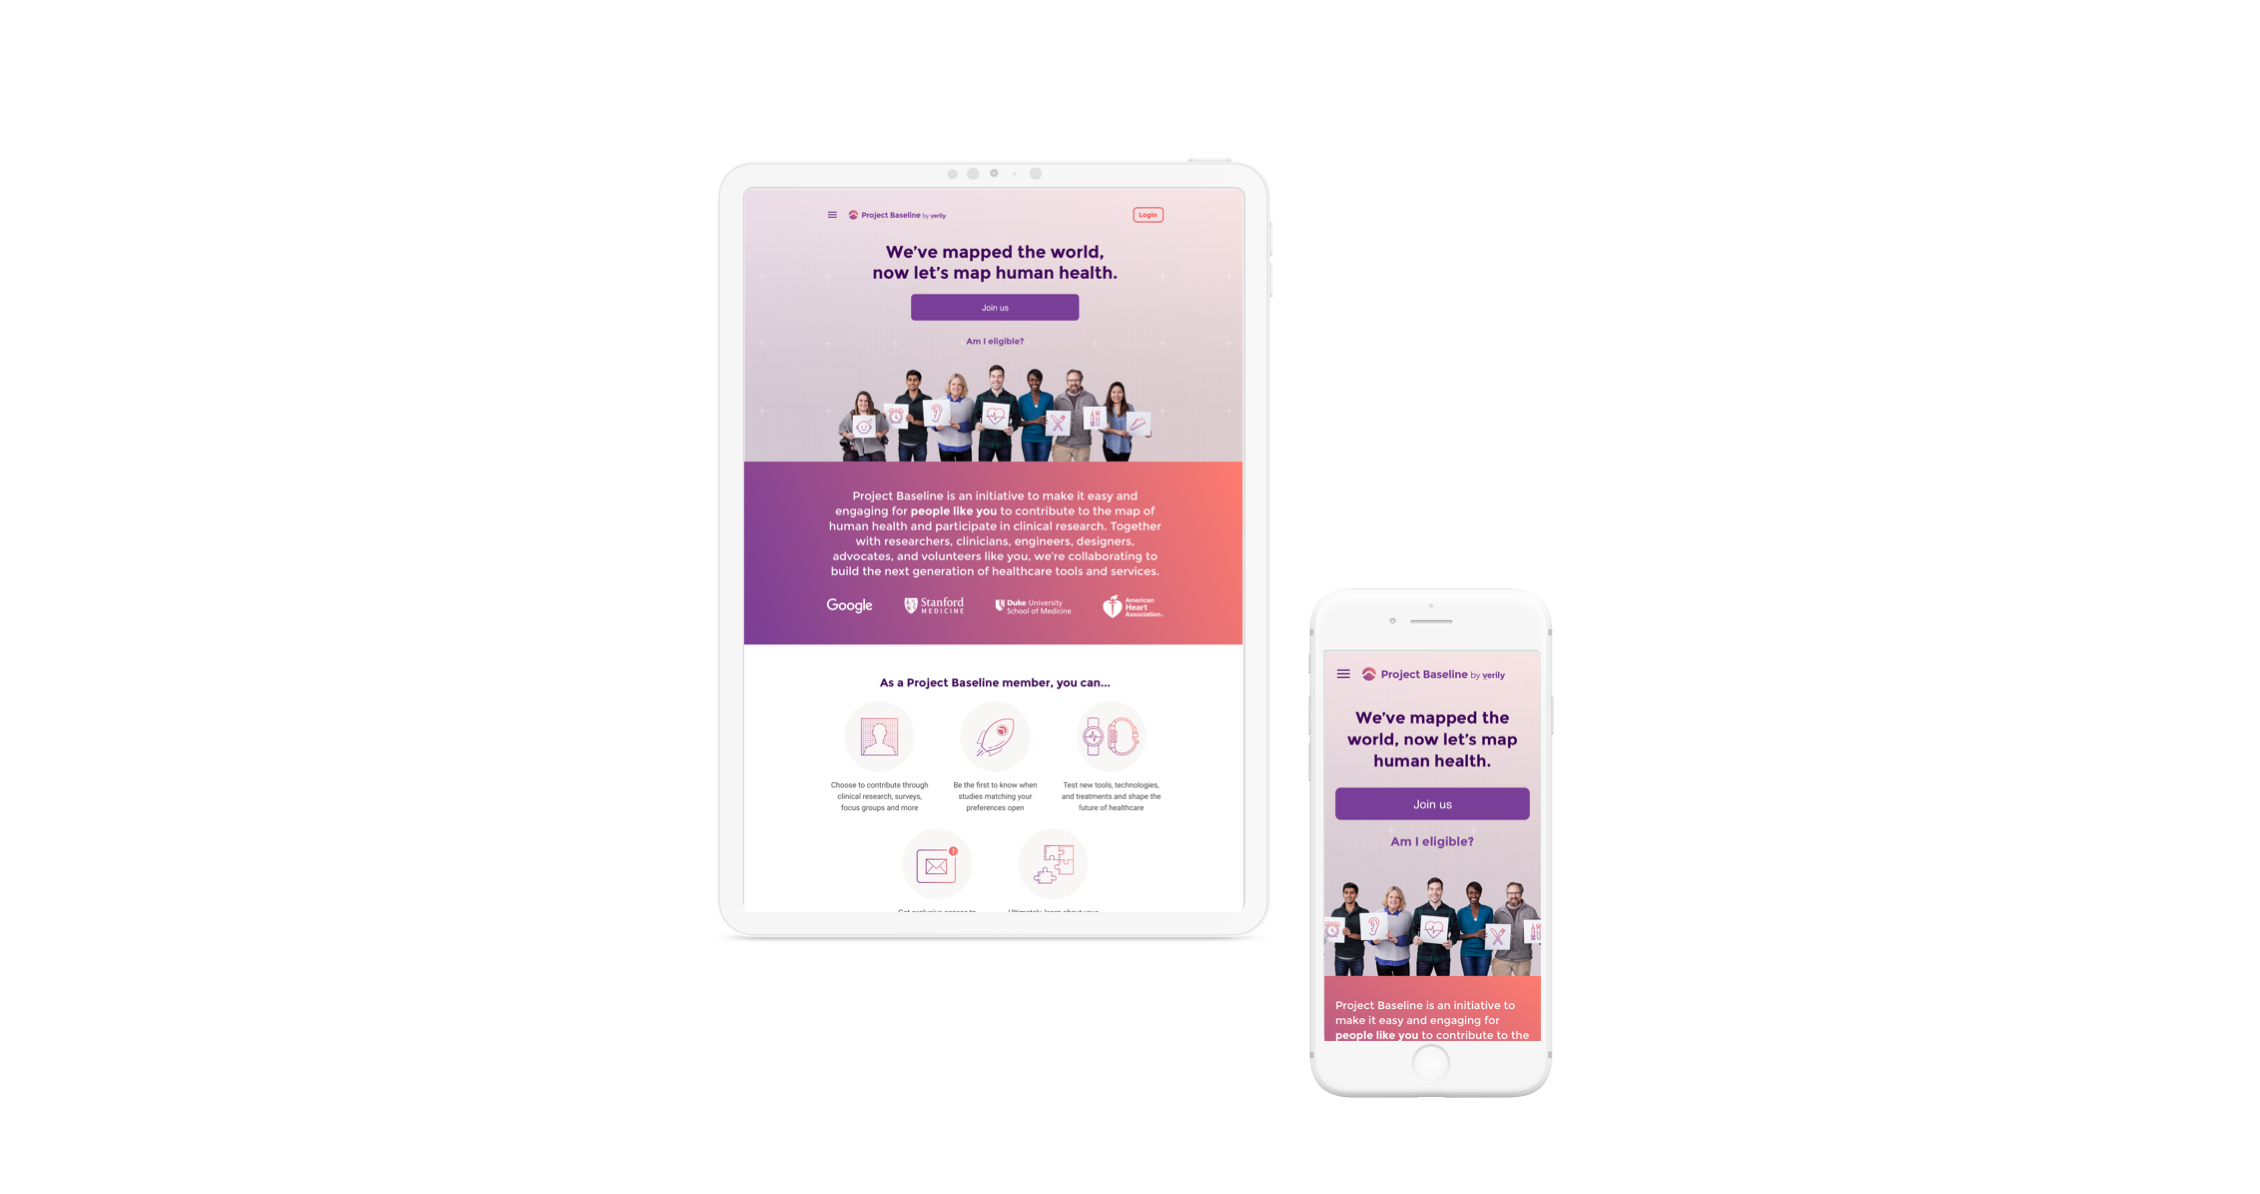 Project Baseline by verily
Login
We've mapped the world,
now let's map human health.
Join us
Am I eligible?
Project Baseline is an initiative to make it easy and
engaging for people like you to contribute to the map of
human health and participate in clinical research. Together
with researchers, clinicians, engineers, designers,
advocates, and volunteers like you, we're collaborating to
build the next generation of healthcare tools and services.
Google
Stanford
MEDICINE
Duke University
School of Medicine
American
Heart
Association.
As a Project Baseline member, you can...
Choose to contribute through
clinical research, surveys,
focus groups and more
Be the first to know when
studies matching your
preferences open
Test new tools, technologies,
and treatments and shape the
future of healthcare
Project Baseline by verily
We've mapped the
world, now let's map
human health.
Join us
Am I eligible?
Project Baseline is an initiative to
make it easy and engaging for
people like you to contribute to the